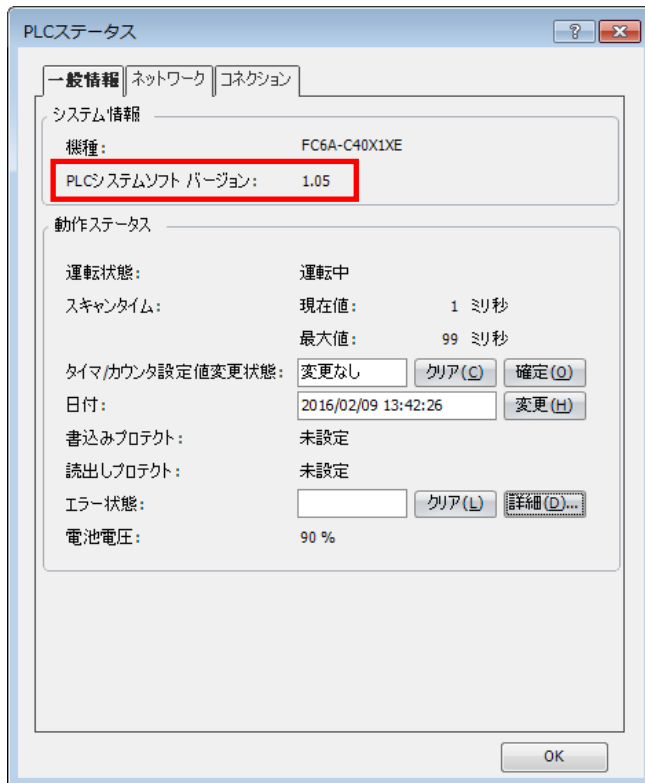 PLCステータス
一般情報 ネットワーク コネクション
システム情報
機種: FC6A-C40X1XE
PLCシステムソフト バージョン: 1.05
動作ステータス
運転状態: 運転中
スキャンタイム: 現在値: 1 ミリ秒
最大値: 99 ミリ秒
タイマ/カウンタ設定値変更状態: 変更なし クリア(C) 確定(O)
日付: 2016/02/09 13:42:26 変更(H)
書込みプロテクト: 未設定
読出しプロテクト: 未設定
エラー状態: クリア(L) 詳細(D)...
電池電圧: 90 %
OK